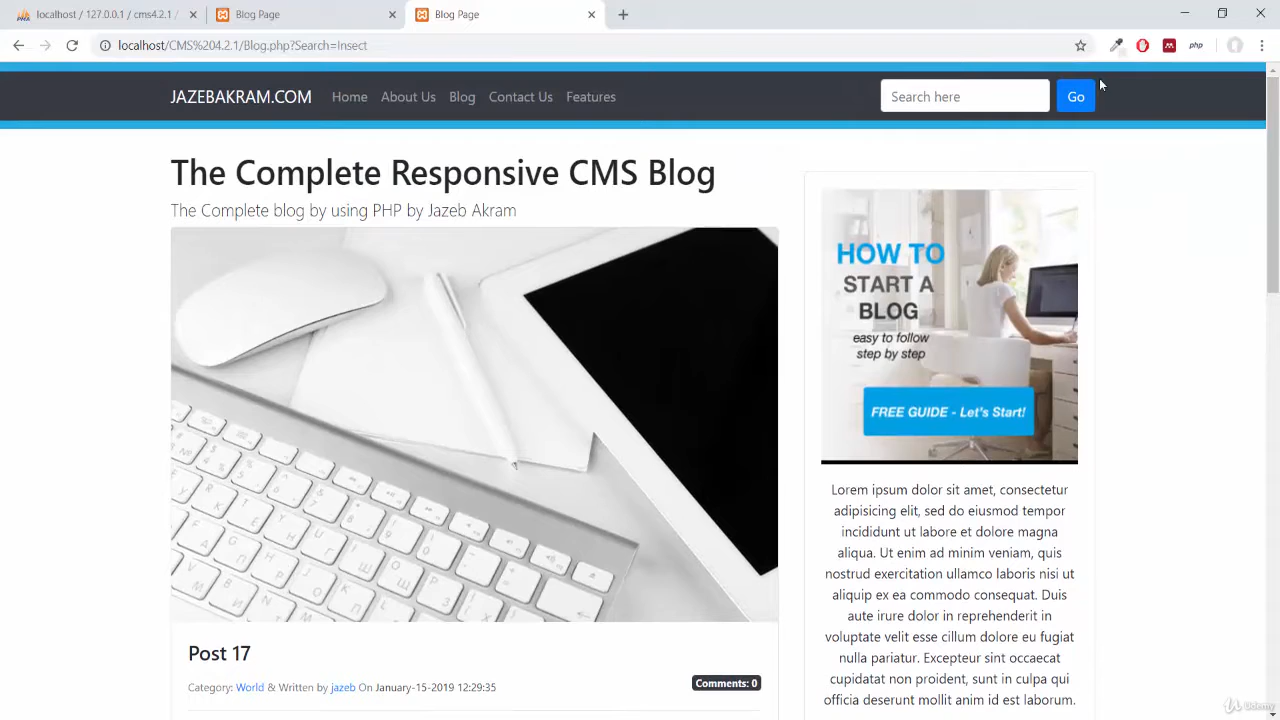 localhost / 127.0.0.1 / cms4.2.1 /
Blog Page
Blog Page
localhost/CMS%204.2.1/Blog.php?Search=Insect
php
JAZEBAKRAM.COM
Home
About Us
Blog
Contact Us
Features
Search here
Go
The Complete Responsive CMS Blog
The Complete blog by using PHP by Jazeb Akram
HOW TO
START A
BLOG
easy to follow
step by step
FREE GUIDE - Let's Start!
Lorem ipsum dolor sit amet, consectetur
adipisicing elit, sed do eiusmod tempor
incididunt ut labore et dolore magna
aliqua. Ut enim ad minim veniam, quis
nostrud exercitation ullamco laboris nisi ut
aliquip ex ea commodo consequat. Duis
aute irure dolor in reprehenderit in
voluptate velit esse cillum dolore eu fugiat
nulla pariatur. Excepteur sint occaecat
cupidatat non proident, sunt in culpa qui
officia deserunt mollit anim id est laborum.
Post 17
Category: World & Written by jazeb On January-15-2019 12:29:35
Comments: 0
Udemy